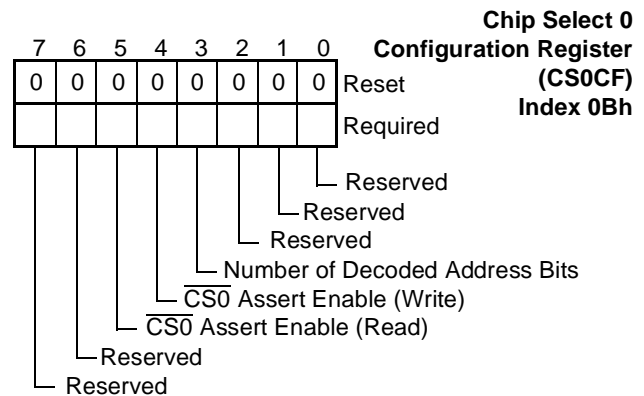 Chip Select 0
Configuration Register
(CS0CF)
Index 0Bh
7 6 5 4 3 2 1 0
0 0 0 0 0 0 0 0 Reset
Required
Reserved
Reserved
Reserved
Number of Decoded Address Bits
C̅S̅0̅ Assert Enable (Write)
C̅S̅0̅ Assert Enable (Read)
Reserved
Reserved